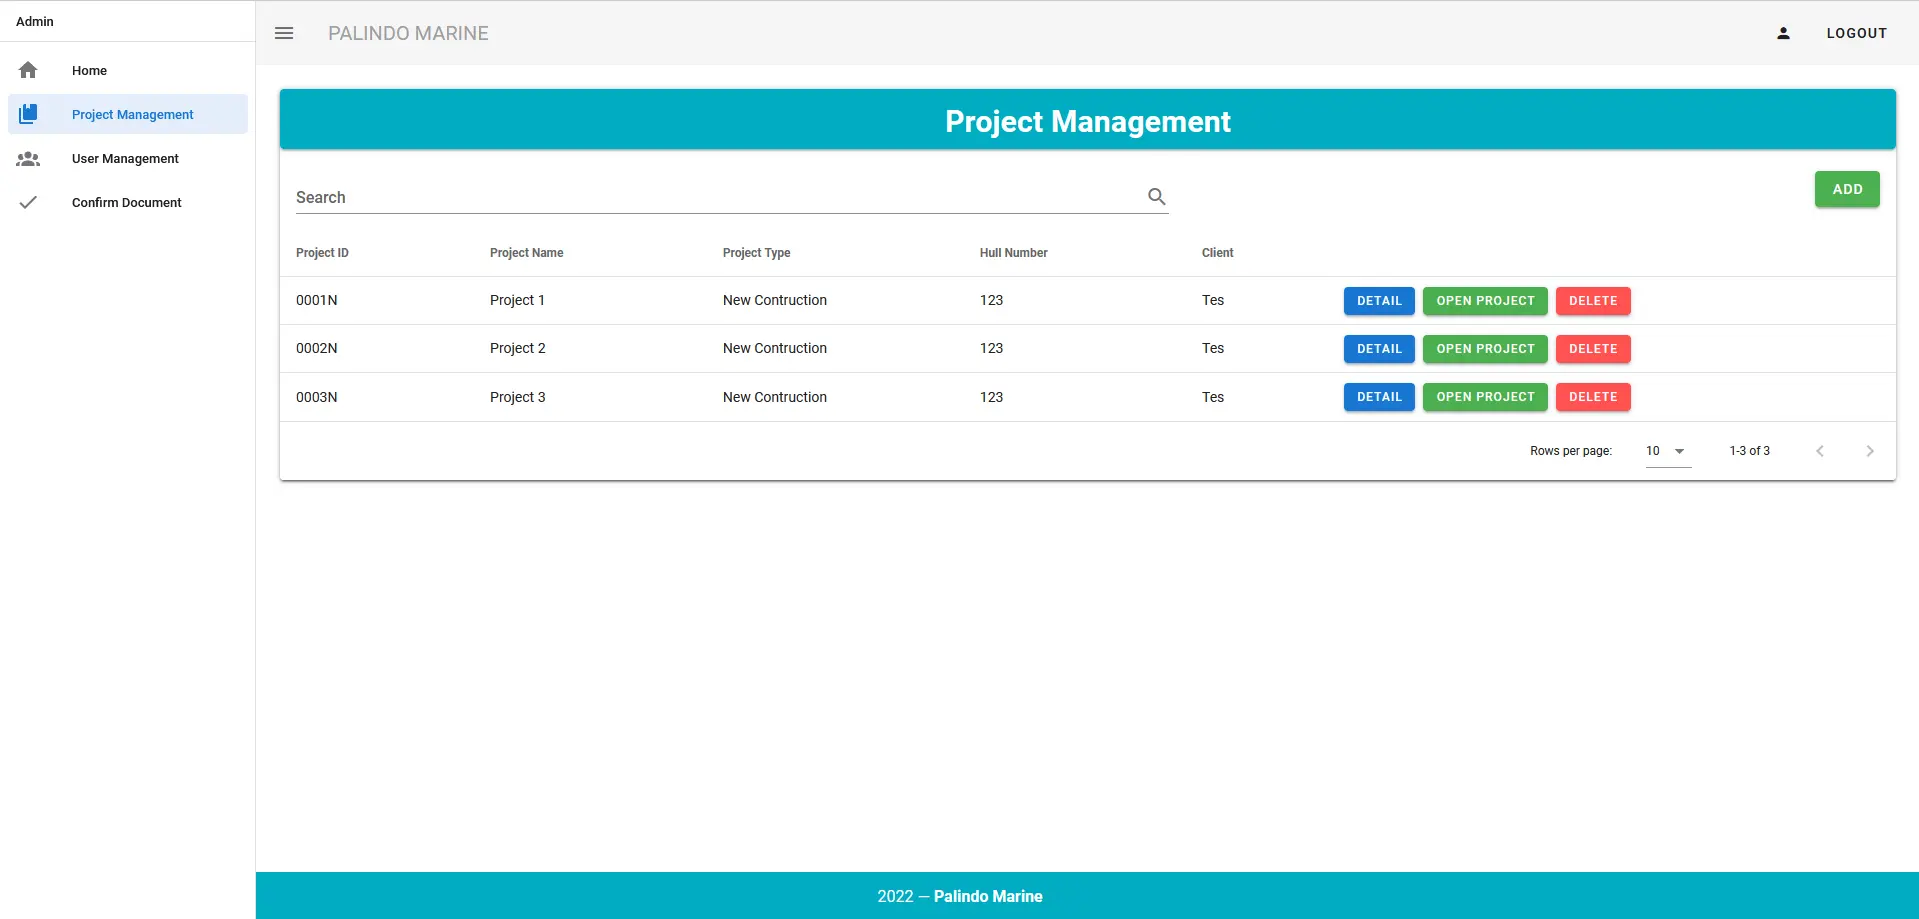 Admin
Home
Project Management
User Management
Confirm Document
PALINDO MARINE
LOGOUT
Project Management
Search
ADD
Project ID Project Name Project Type Hull Number Client
0001N Project 1 New Contruction 123 Tes DETAIL OPEN PROJECT DELETE
0002N Project 2 New Contruction 123 Tes DETAIL OPEN PROJECT DELETE
0003N Project 3 New Contruction 123 Tes DETAIL OPEN PROJECT DELETE
Rows per page: 10 1-3 of 3
2022 — Palindo Marine